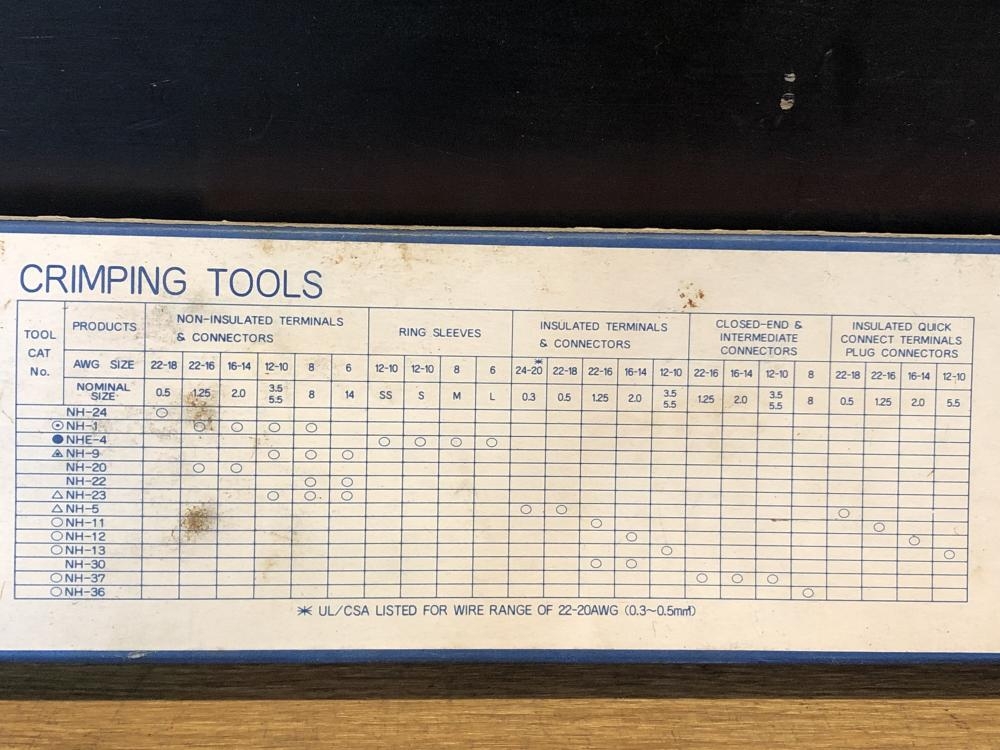 CRIMPING TOOLS
TOOL CAT No.
PRODUCTS
NON-INSULATED TERMINALS & CONNECTORS
RING SLEEVES
INSULATED TERMINALS & CONNECTORS
CLOSED-END & INTERMEDIATE CONNECTORS
INSULATED QUICK CONNECT TERMINALS PLUG CONNECTORS
AWG SIZE 22-18 22-16 16-14 12-10 8 6 12-10 12-10 8 6 24-20 22-18 22-16 16-14 12-10 22-16 16-14 12-10 8 22-18 22-16 16-14 12-10
NOMINAL SIZE 0.5 1.25 2.0 3.5 5.5 8 14 SS S M L 0.3 0.5 1.25 2.0 3.5 5.5 1.25 2.0 3.5 5.5 8 0.5 1.25 2.0 5.5
NH-24 ○
⊙ NH-1 ○ ○ ○ ○
● NHE-4 ○ ○ ○ ○
◬ NH-9 ○ ○ ○
NH-20 ○ ○
NH-22 ○ ○
△ NH-23 ○ ○ ○
△ NH-5 ○ ○ ○
○ NH-11 ○ ○
○ NH-12 ○ ○
○ NH-13 ○ ○
NH-30 ○ ○
○ NH-37 ○ ○ ○
○ NH-36 ○
✳ UL/CSA LISTED FOR WIRE RANGE OF 22-20AWG (0.3~0.5mm²)